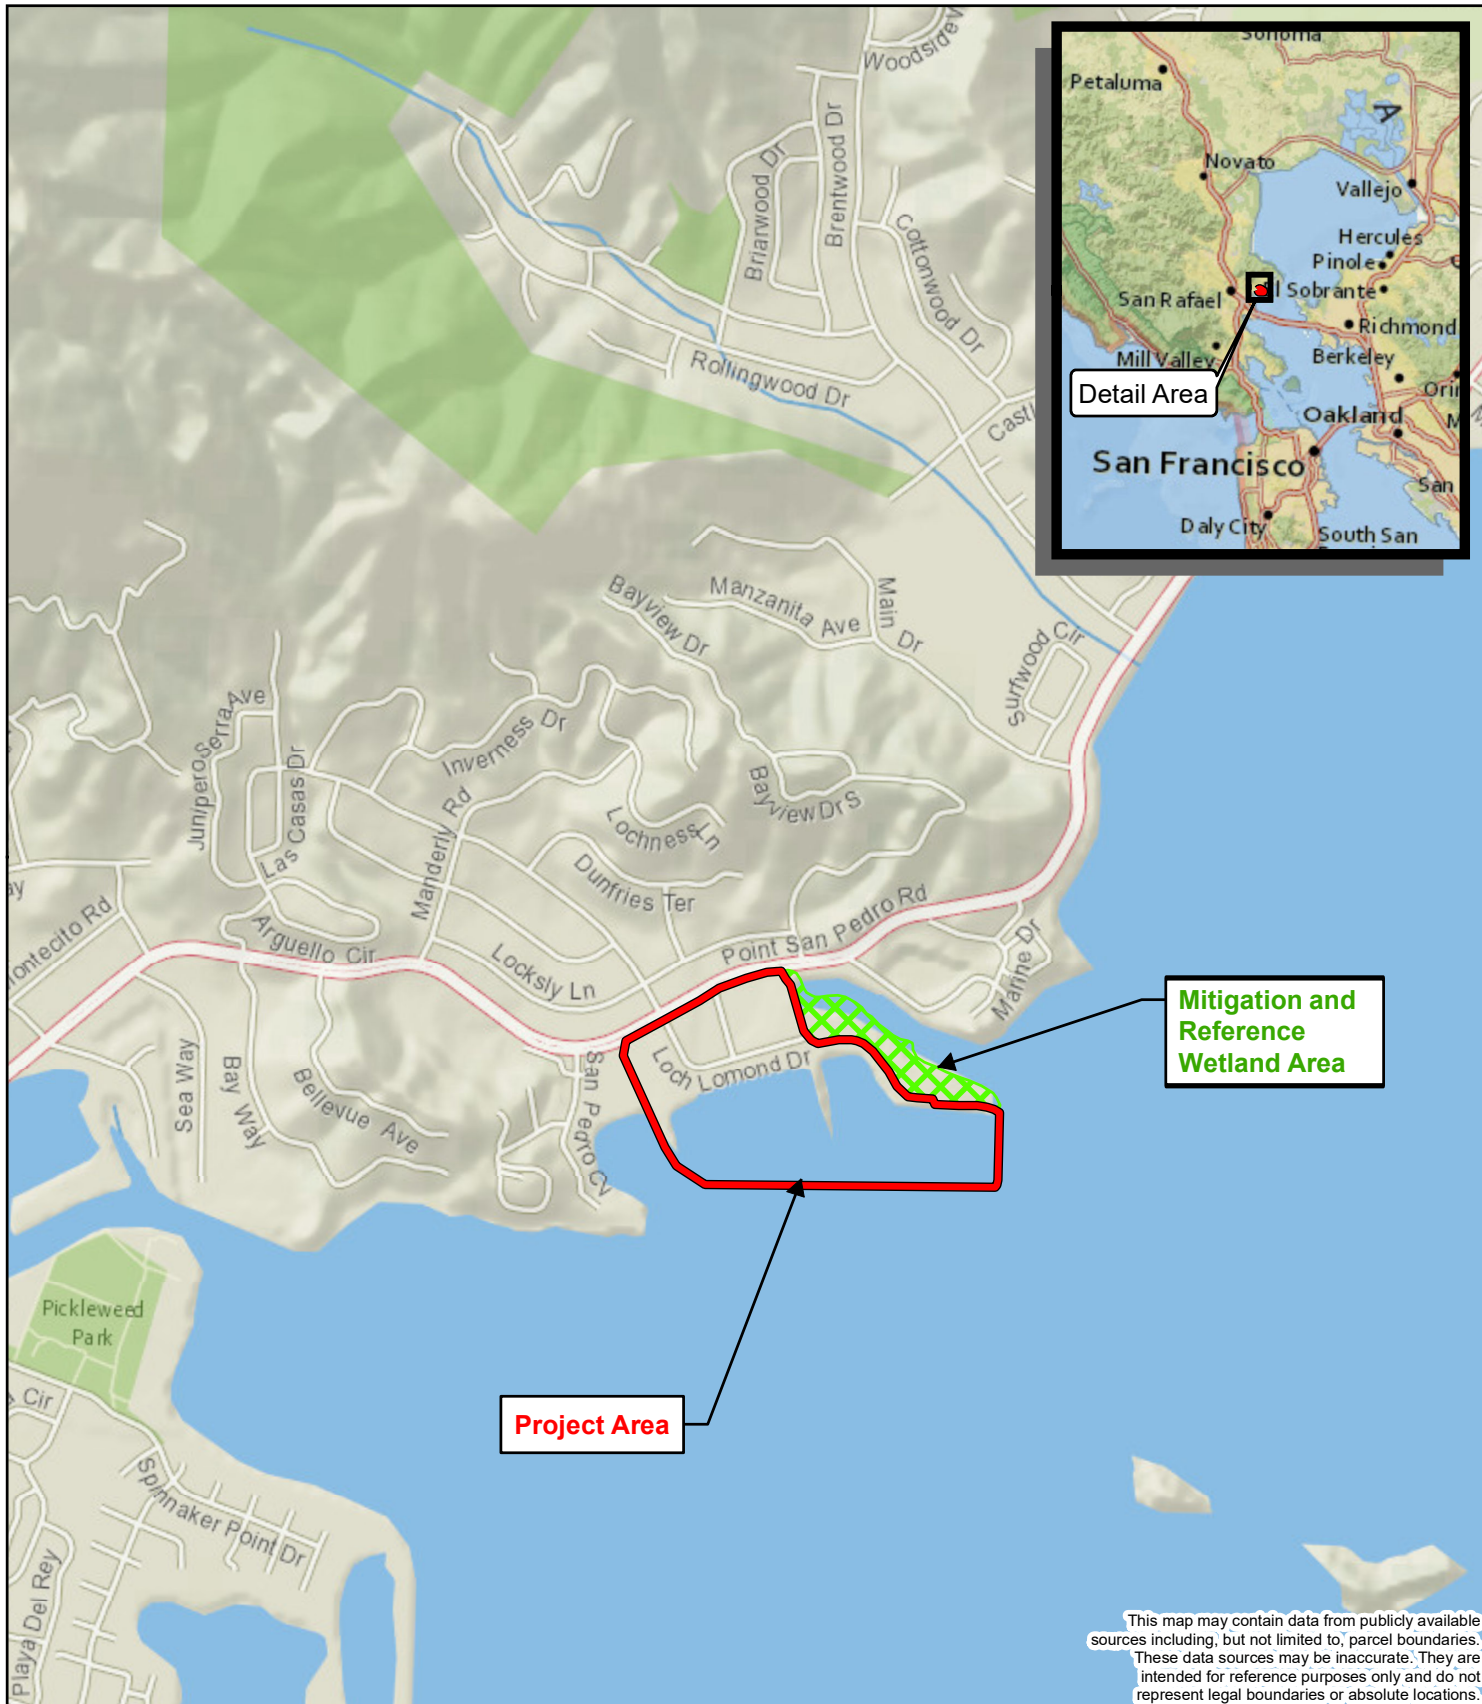 Woodside
Briarwood Dr
Brentwood Dr
Cottonwood Dr
Rollingwood Dr
Castl
Sonoma
Petaluma
Novato
Vallejo
Hercules
Pinole
San Rafael
El Sobrante
Richmond
Mill Valley
Berkeley
Detail Area
Ori
Oakland
San Francisco
San
Daly City
South San
Bayview Dr
Manzanita Ave
Main Dr
Surfwood Cir
Junipero Serra Ave
Las Casas Dr
Inverness Dr
Manderly Rd
Lochness Ln
Bayview Dr S
Dunfries Ter
ay
ontecito Rd
Arguello Cir
Locksly Ln
Point San Pedro Rd
Marine Dr
Mitigation and
Reference
Wetland Area
Sea Way
Bay Way
Bellevue Ave
San Pedro CV
Loch Lomond Dr
Pickleweed
Park
Project Area
Cir
Spinnaker Point Dr
Playa Del Rey
This map may contain data from publicly available
sources including, but not limited to, parcel boundaries.
These data sources may be inaccurate. They are
intended for reference purposes only and do not
represent legal boundaries or absolute locations.